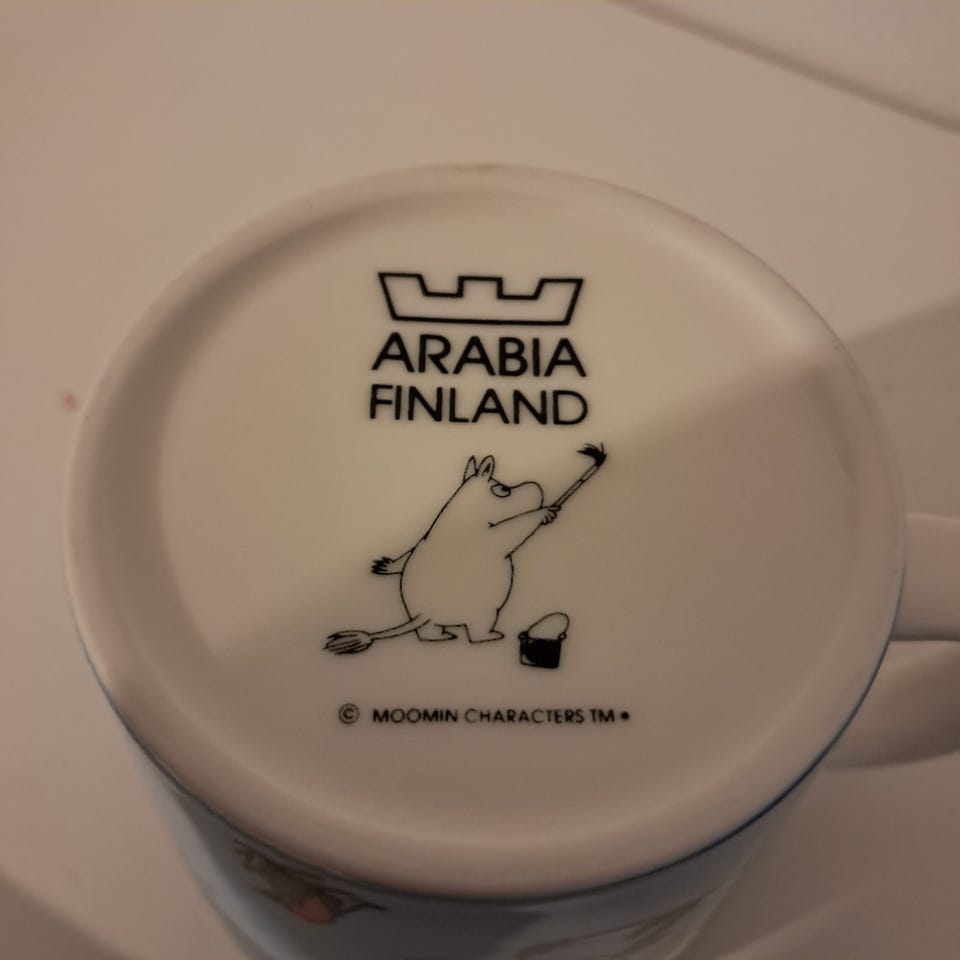 ARABIA
FINLAND
© MOOMIN CHARACTERS TM •